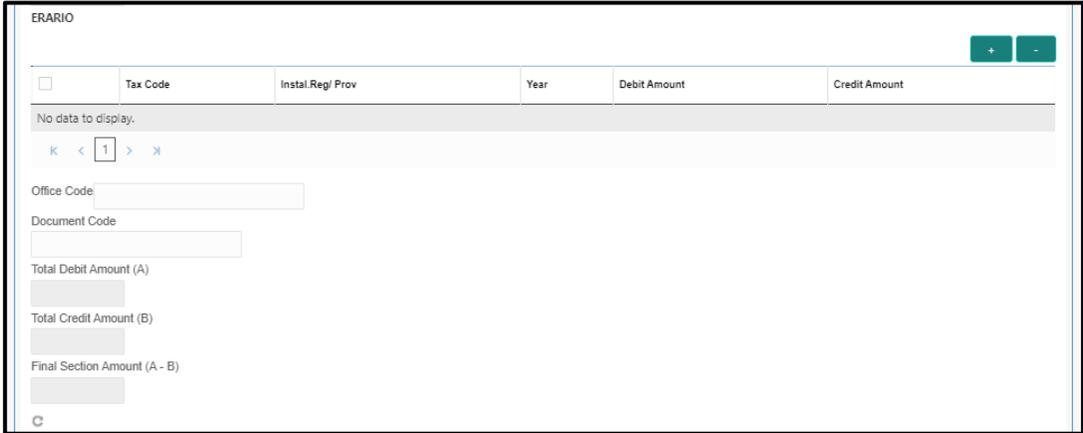 ERARIO
+ -
Tax Code Instal.Reg/ Prov Year Debit Amount Credit Amount
No data to display.
1
Office Code
Document Code
Total Debit Amount (A)
Total Credit Amount (B)
Final Section Amount (A - B)